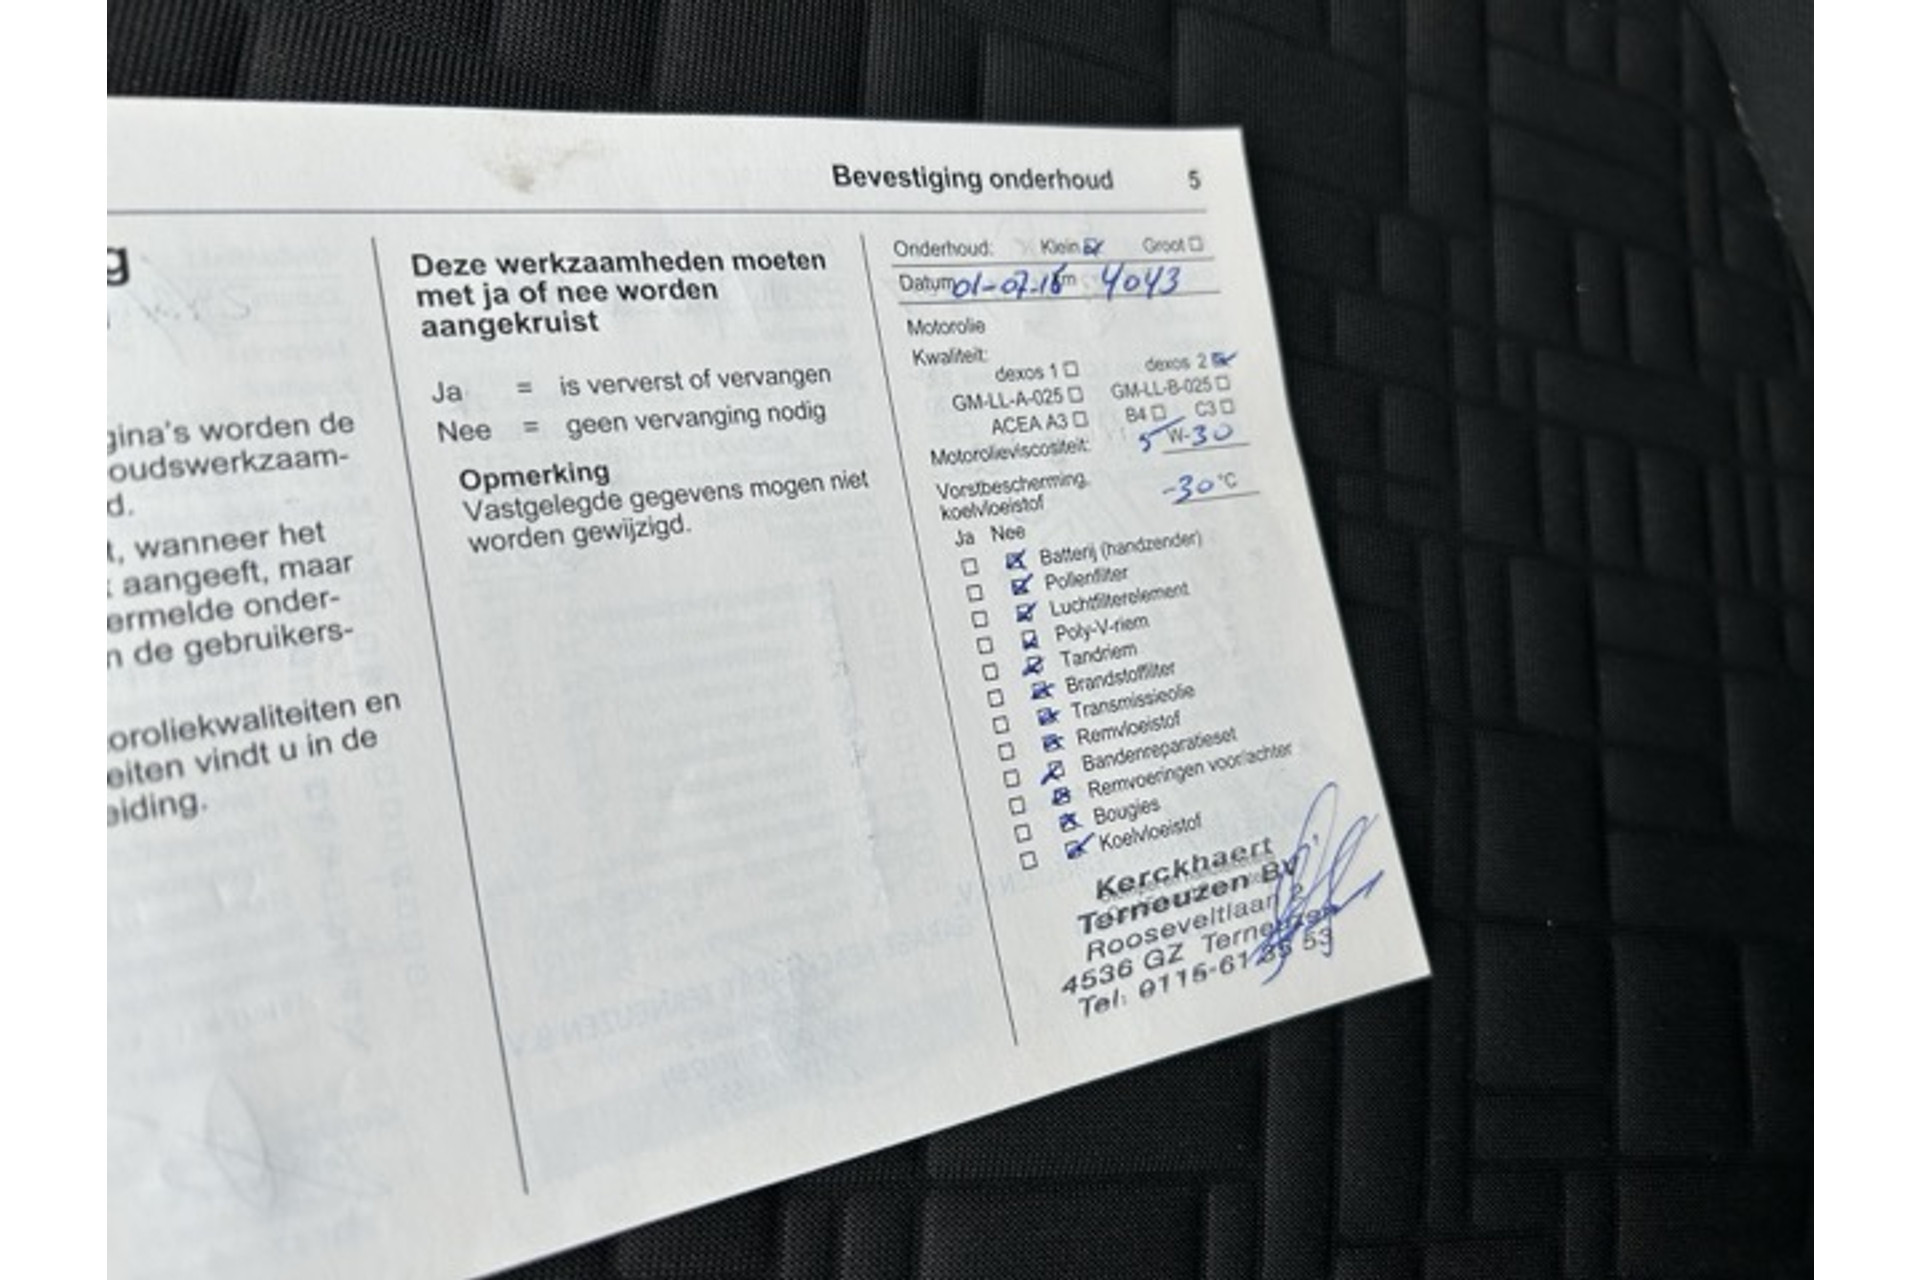 Bevestiging onderhoud 5
g
gina's worden de
oudswerkzaam-
d.
t, wanneer het
aangeeft, maar
ermelde onder-
n de gebruikers-
oroliekwaliteiten en
eiten vindt u in de
eiding.
Deze werkzaamheden moeten
met ja of nee worden
aangekruist
Ja = is ververst of vervangen
Nee = geen vervanging nodig
Opmerking
Vastgelegde gegevens mogen niet
worden gewijzigd.
Onderhoud: Klein Groot
Datum 01-07-16 km 4043
Motorolie
Kwaliteit:
dexos 1 dexos 2
GM-LL-A-025 GM-LL-B-025
ACEA A3 B4 C3
Motorolieviscositeit: 5 W-30
Vorstbescherming,
koelvloeistof -30 °C
Ja Nee
Batterij (handzender)
Pollenfilter
Luchtfilterelement
Poly-V-riem
Tandriem
Brandstoffilter
Transmissieolie
Remvloeistof
Bandenreparatieset
Remvoeringen voor/achter
Bougies
Koelvloeistof
Kerckhaert
Terneuzen BV
Rooseveltlaan 2
4536 GZ Terneuzen
Tel: 0115-61 53